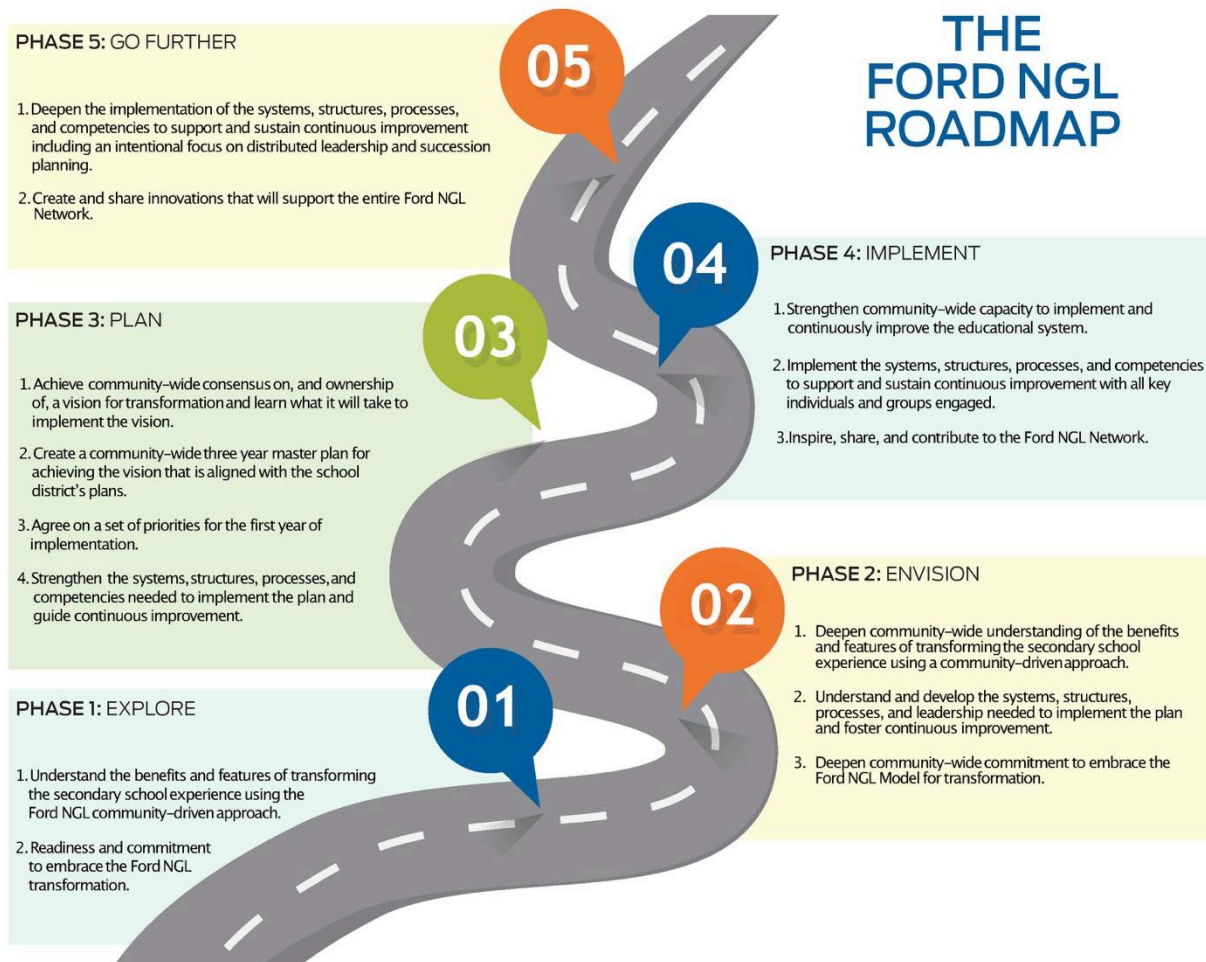 THE
FORD NGL
ROADMAP
PHASE 5: GO FURTHER
1. Deepen the implementation of the systems, structures, processes,
and competencies to support and sustain continuous improvement
including an intentional focus on distributed leadership and succession
planning.
2. Create and share innovations that will support the entire Ford NGL
Network.
05
04
PHASE 4: IMPLEMENT
1. Strengthen community-wide capacity to implement and
continuously improve the educational system.
2. Implement the systems, structures, processes, and competencies
to support and sustain continuous improvement with all key
individuals and groups engaged.
3. Inspire, share, and contribute to the Ford NGL Network.
PHASE 3: PLAN
1. Achieve community-wide consensus on, and ownership
of, a vision for transformation and learn what it will take to
implement the vision.
2. Create a community-wide three year master plan for
achieving the vision that is aligned with the school
district's plans.
3. Agree on a set of priorities for the first year of
implementation.
4. Strengthen the systems, structures, processes, and
competencies needed to implement the plan and
guide continuous improvement.
03
02
PHASE 2: ENVISION
1. Deepen community-wide understanding of the benefits
and features of transforming the secondary school
experience using a community-driven approach.
2. Understand and develop the systems, structures,
processes, and leadership needed to implement the plan
and foster continuous improvement.
3. Deepen community-wide commitment to embrace the
Ford NGL Model for transformation.
PHASE 1: EXPLORE
1. Understand the benefits and features of transforming
the secondary school experience using the
Ford NGL community-driven approach.
2. Readiness and commitment
to embrace the Ford NGL
transformation.
01